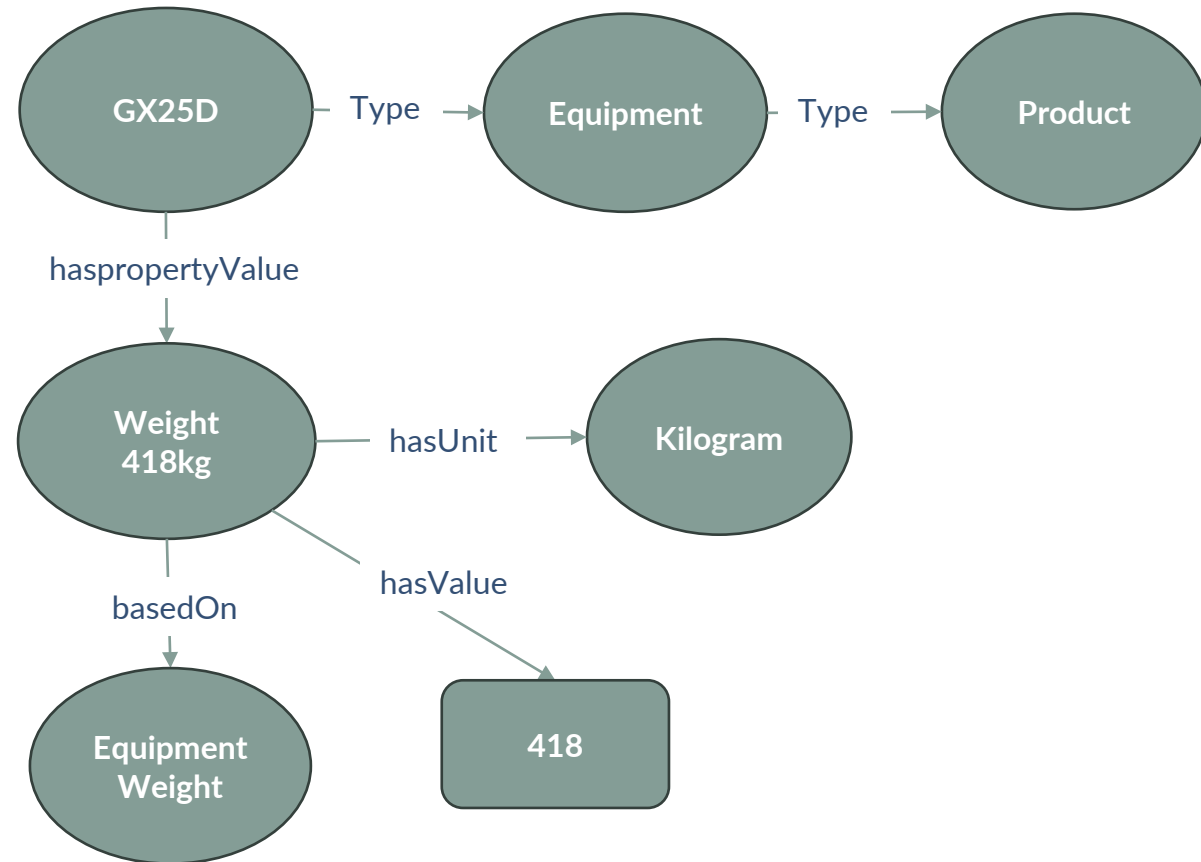 GX25D
Type
Equipment
Type
Product
haspropertyValue
Weight
418kg
hasUnit
Kilogram
hasValue
basedOn
Equipment
Weight
418